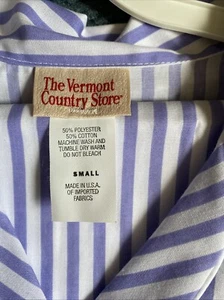 The Vermont
Country Store®
50% POLYESTER
50% COTTON
MACHINE WASH AND
TUMBLE DRY WARM
DO NOT BLEACH
SMALL
MADE IN U.S.A.
OF IMPORTED
FABRICS